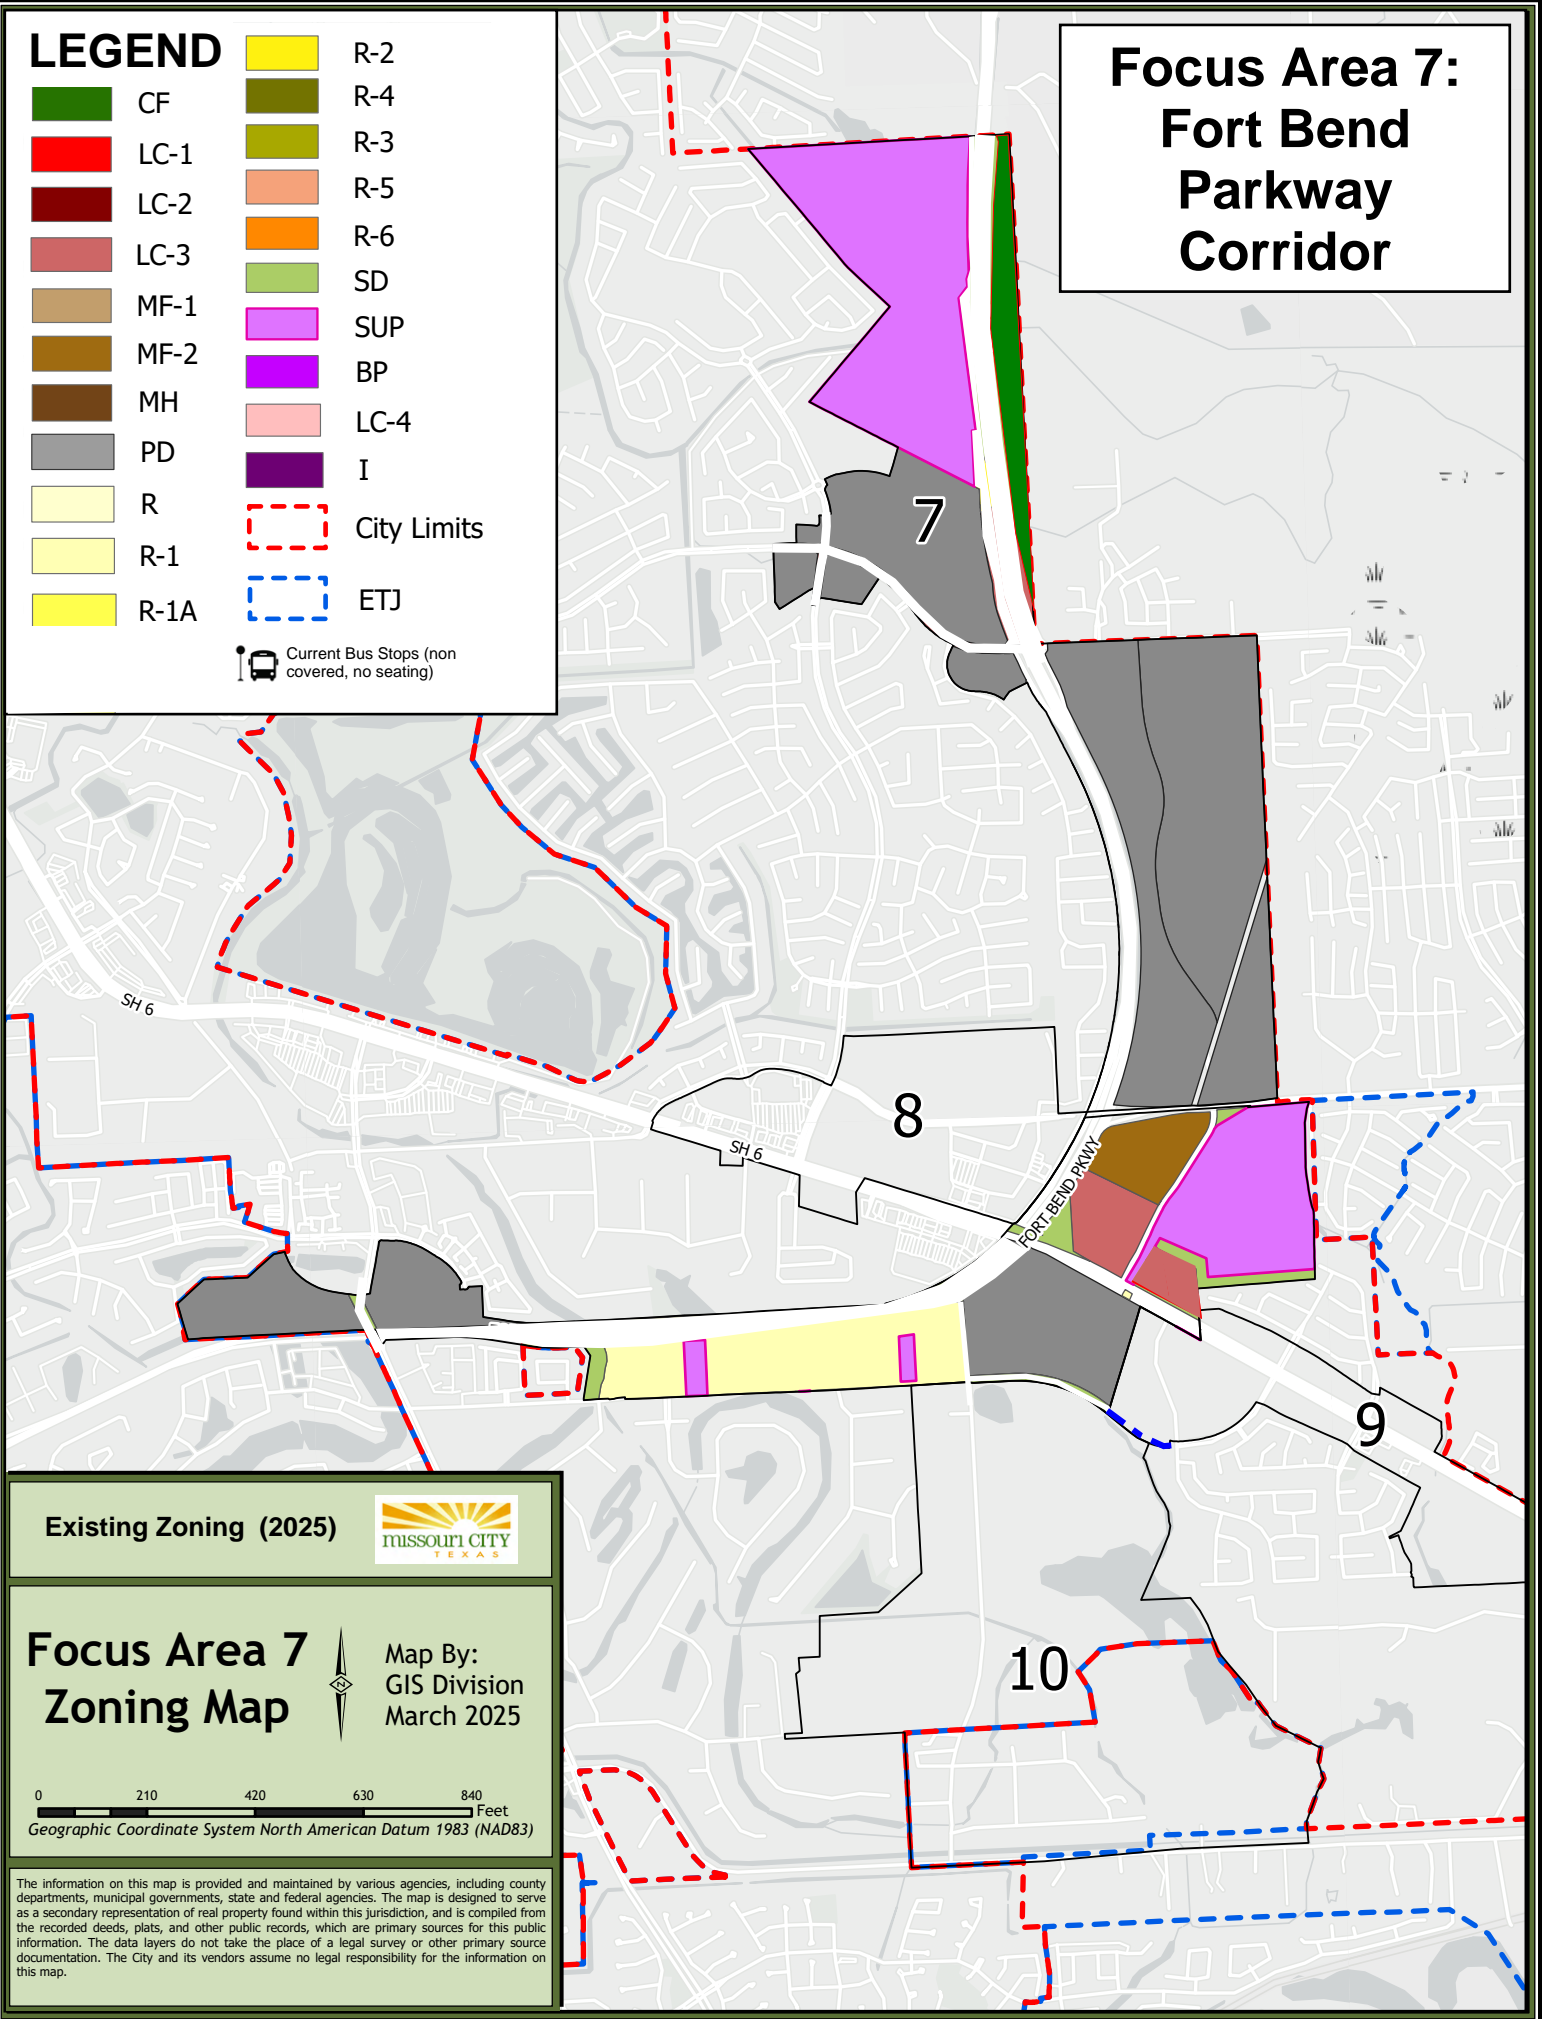 LEGEND
CF
LC-1
LC-2
LC-3
MF-1
MF-2
MH
PD
R
R-1
R-1A
R-2
R-4
R-3
R-5
R-6
SD
SUP
BP
LC-4
I
City Limits
ETJ
Current Bus Stops (non
covered, no seating)
Focus Area 7:
Fort Bend
Parkway
Corridor
7
8
9
10
SH 6
SH 6
FORT BEND PKWY
Existing Zoning (2025)
missouri CITY
TEXAS
Focus Area 7
Zoning Map
N
Map By:
GIS Division
March 2025
0 210 420 630 840
Feet
Geographic Coordinate System North American Datum 1983 (NAD83)
The information on this map is provided and maintained by various agencies, including county
departments, municipal governments, state and federal agencies. The map is designed to serve
as a secondary representation of real property found within this jurisdiction, and is compiled from
the recorded deeds, plats, and other public records, which are primary sources for this public
information. The data layers do not take the place of a legal survey or other primary source
documentation. The City and its vendors assume no legal responsibility for the information on
this map.